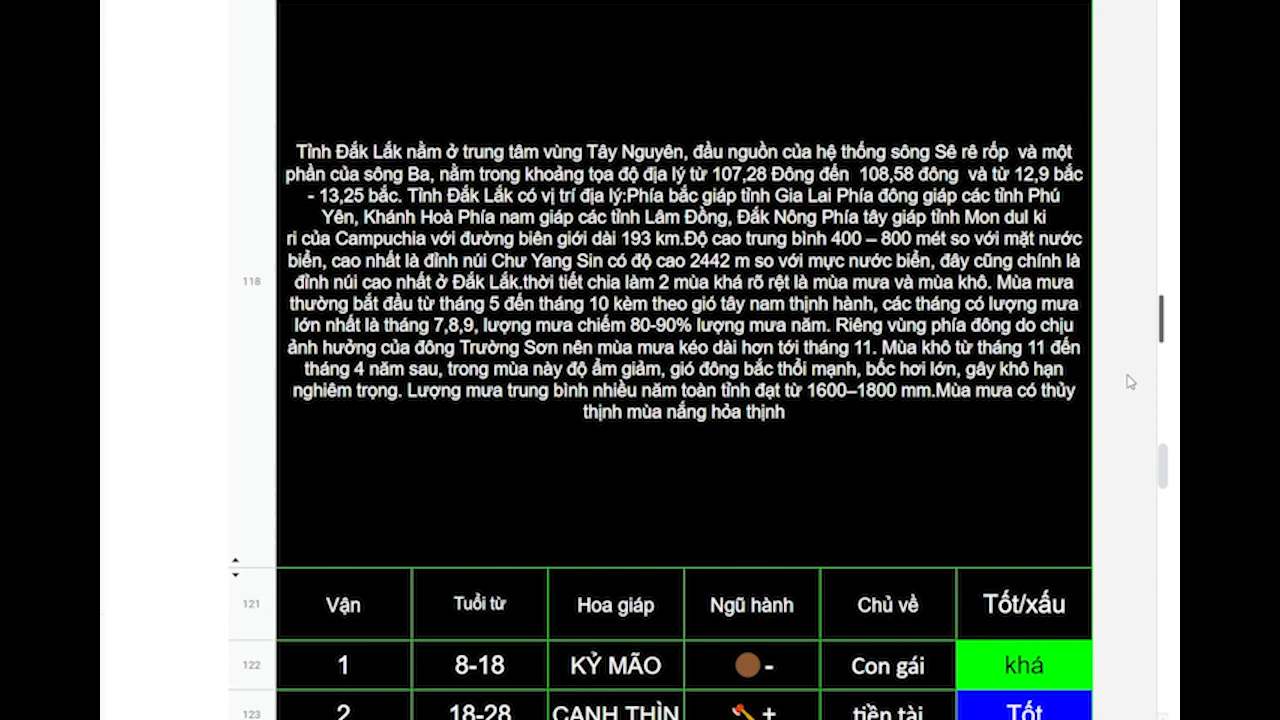 Tỉnh Đắk Lắk nằm ở trung tâm vùng Tây Nguyên, đầu nguồn của hệ thống sông Sê rê rốp  và một
phần của sông Ba, nằm trong khoảng tọa độ địa lý từ 107,28 Đông đến  108,58 đông  và từ 12,9 bắc
- 13,25 bắc. Tỉnh Đắk Lắk có vị trí địa lý:Phía bắc giáp tỉnh Gia Lai Phía đông giáp các tỉnh Phú
Yên, Khánh Hoà Phía nam giáp các tỉnh Lâm Đồng, Đắk Nông Phía tây giáp tỉnh Mon dul ki
ri của Campuchia với đường biên giới dài 193 km.Độ cao trung bình 400 – 800 mét so với mặt nước
biển, cao nhất là đỉnh núi Chư Yang Sin có độ cao 2442 m so với mực nước biển, đây cũng chính là
118
đỉnh núi cao nhất ở Đắk Lắk.thời tiết chia làm 2 mùa khá rõ rệt là mùa mưa và mùa khô. Mùa mưa
thường bắt đầu từ tháng 5 đến tháng 10 kèm theo gió tây nam thịnh hành, các tháng có lượng mưa
lớn nhất là tháng 7,8,9, lượng mưa chiếm 80-90% lượng mưa năm. Riêng vùng phía đông do chịu
ảnh hưởng của đông Trường Sơn nên mùa mưa kéo dài hơn tới tháng 11. Mùa khô từ tháng 11 đến
tháng 4 năm sau, trong mùa này độ ẩm giảm, gió đông bắc thổi mạnh, bốc hơi lớn, gây khô hạn
nghiêm trọng. Lượng mưa trung bình nhiều năm toàn tỉnh đạt từ 1600–1800 mm.Mùa mưa có thủy
thịnh mùa nắng hỏa thịnh
121 Vận Tuổi từ Hoa giáp Ngũ hành Chủ về Tốt/xấu
122 1 8-18 KỶ MÃO - Con gái khá
123 2 18-28 CANH THÌN + tiền tài Tốt